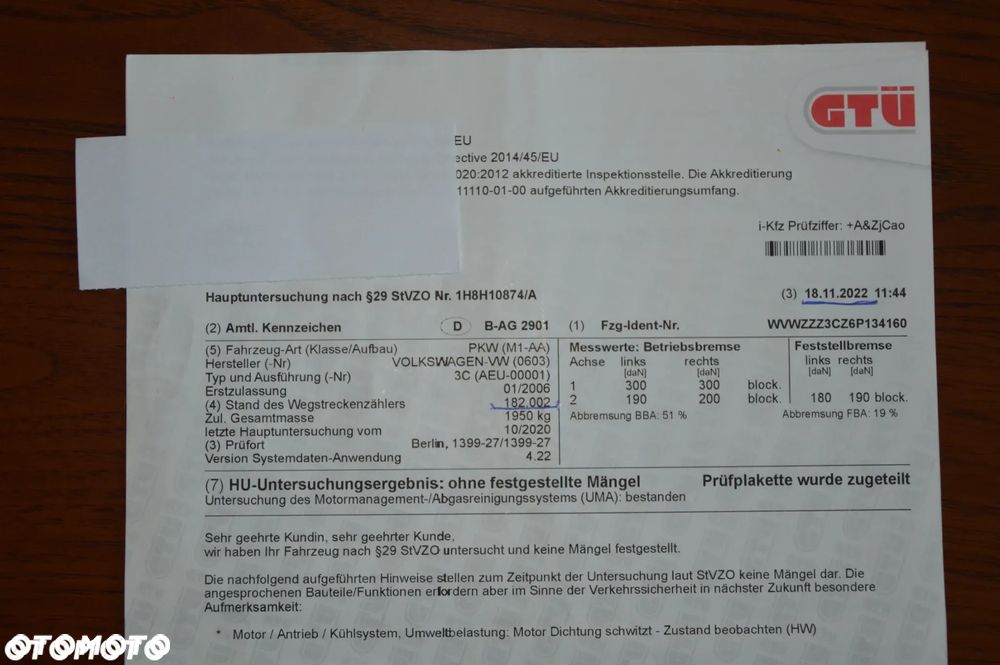 GTÜ
EU
ective 2014/45/EU
020:2012 akkreditierte Inspektionsstelle. Die Akkreditierung
11110-01-00 aufgeführten Akkreditierungsumfang.
i-Kfz Prüfziffer: +A&ZjCao
Hauptuntersuchung nach §29 StVZO Nr. 1H8H10874/A (3) 18.11.2022 11:44
(2) Amtl. Kennzeichen D B-AG 2901 (1) Fzg-Ident-Nr. WVWZZZ3CZ6P134160
(5) Fahrzeug-Art (Klasse/Aufbau) PKW (M1-AA)
Hersteller (-Nr) VOLKSWAGEN-VW (0603)
Typ und Ausführung (-Nr) 3C (AEU-00001)
Erstzulassung 01/2006
(4) Stand des Wegstreckenzählers 182.002
Zul. Gesamtmasse 1950 kg
letzte Hauptuntersuchung vom 10/2020
(3) Prüfort Berlin, 1399-27/1399-27
Version Systemdaten-Anwendung 4.22
Messwerte: Betriebsbremse
Achse links rechts
[daN] [daN]
1 300 300 block.
2 190 200 block.
Abbremsung BBA: 51 %
Feststellbremse
links rechts
[daN] [daN]
180 190 block.
Abbremsung FBA: 19 %
(7) HU-Untersuchungsergebnis: ohne festgestellte Mängel Prüfplakette wurde zugeteilt
Untersuchung des Motormanagement-/Abgasreinigungssystems (UMA): bestanden
Sehr geehrte Kundin, sehr geehrter Kunde,
wir haben Ihr Fahrzeug nach §29 StVZO untersucht und keine Mängel festgestellt.
Die nachfolgend aufgeführten Hinweise stellen zum Zeitpunkt der Untersuchung laut StVZO keine Mängel dar. Die
angesprochenen Bauteile/Funktionen erfordern aber im Sinne der Verkehrssicherheit in nächster Zukunft besondere
Aufmerksamkeit:
* Motor / Antrieb / Kühlsystem, Umweltbelastung: Motor Dichtung schwitzt - Zustand beobachten (HW)
OTOMOTO